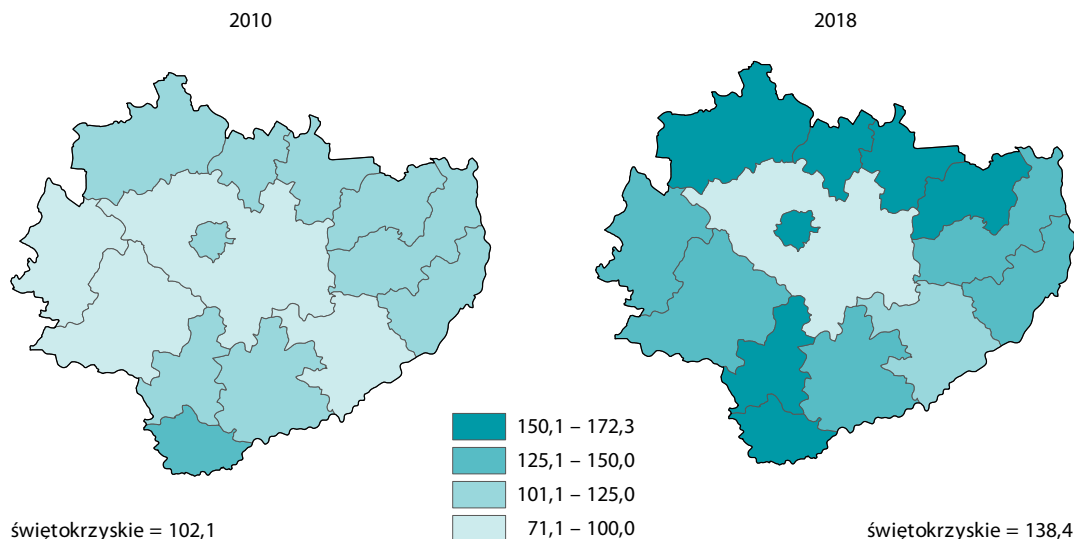 2010
2018
150,1 – 172,3
125,1 – 150,0
101,1 – 125,0
71,1 – 100,0
świętokrzyskie = 102,1
świętokrzyskie = 138,4